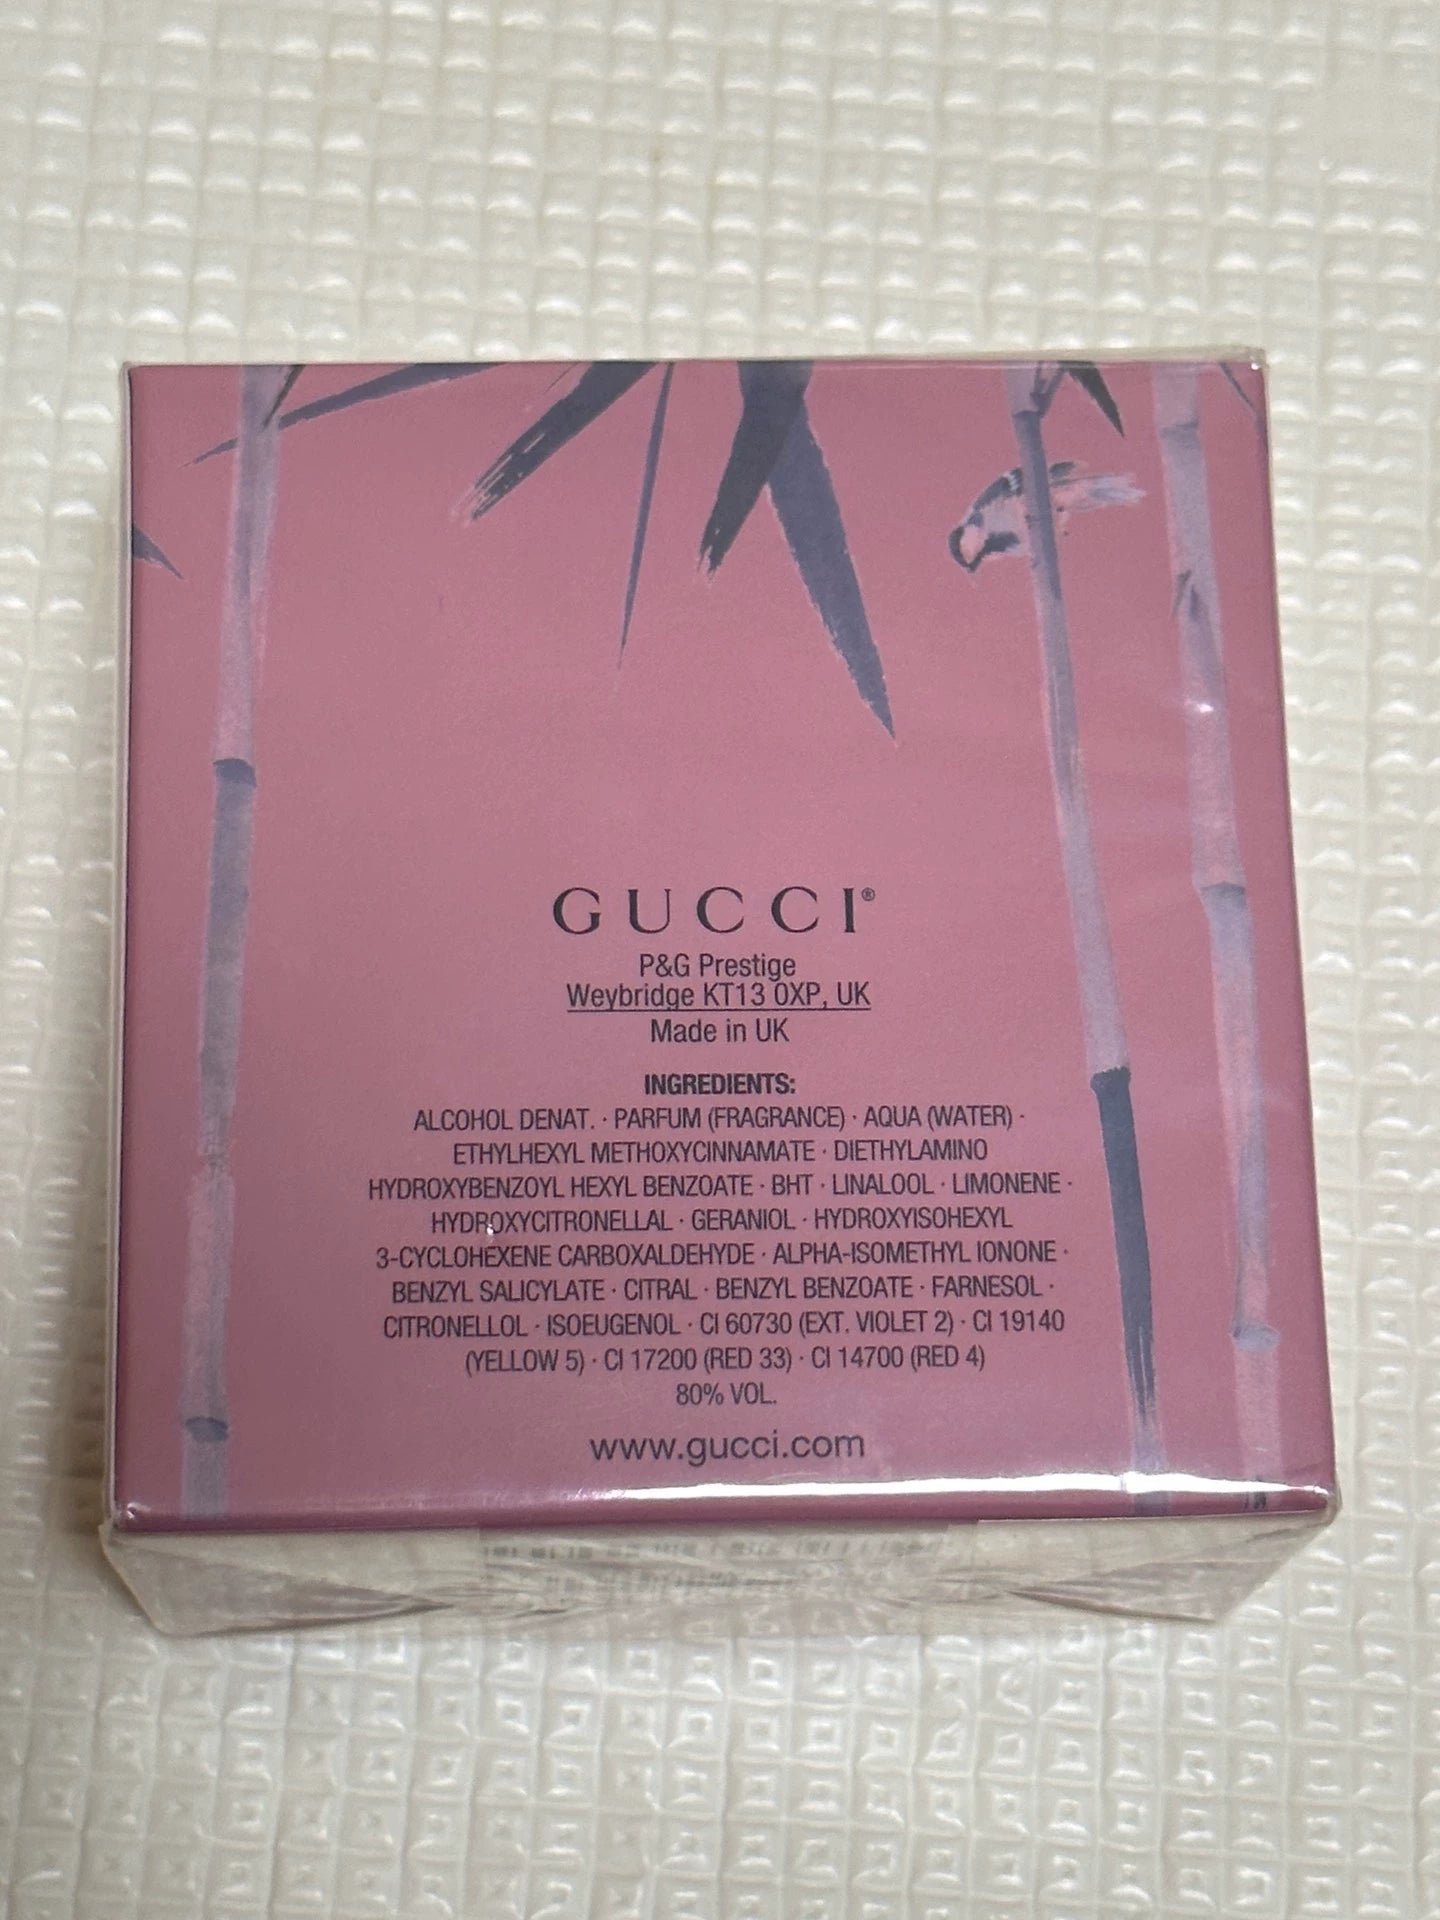 GUCCI®
P&G Prestige
Weybridge KT13 0XP, UK
Made in UK
INGREDIENTS:
ALCOHOL DENAT. · PARFUM (FRAGRANCE) · AQUA (WATER) ·
ETHYLHEXYL METHOXYCINNAMATE · DIETHYLAMINO
HYDROXYBENZOYL HEXYL BENZOATE · BHT · LINALOOL · LIMONENE ·
HYDROXYCITRONELLAL · GERANIOL · HYDROXYISOHEXYL
3-CYCLOHEXENE CARBOXALDEHYDE · ALPHA-ISOMETHYL IONONE ·
BENZYL SALICYLATE · CITRAL · BENZYL BENZOATE · FARNESOL ·
CITRONELLOL · ISOEUGENOL · CI 60730 (EXT. VIOLET 2) · CI 19140
(YELLOW 5) · CI 17200 (RED 33) · CI 14700 (RED 4)
80% VOL.
www.gucci.com